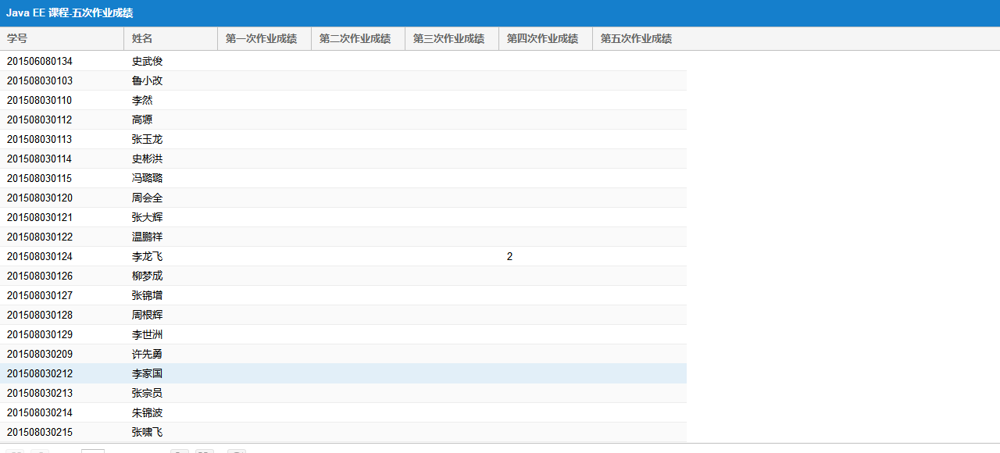 Java EE 课程-五次作业成绩
学号 姓名 第一次作业成绩 第二次作业成绩 第三次作业成绩 第四次作业成绩 第五次作业成绩
201506080134 史武俊
201508030103 鲁小改
201508030110 李然
201508030112 高塬
201508030113 张玉龙
201508030114 史彬洪
201508030115 冯璐璐
201508030120 周会全
201508030121 张大辉
201508030122 温鹏祥
201508030124 李龙飞 2
201508030126 柳梦成
201508030127 张锦增
201508030128 周根辉
201508030129 李世洲
201508030209 许先勇
201508030212 李家国
201508030213 张宗员
201508030214 朱锦波
201508030215 张啸飞